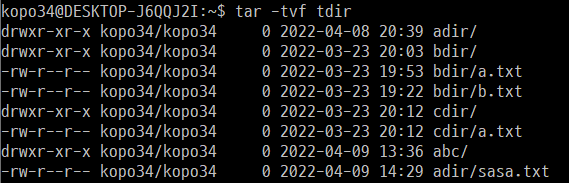 kopo34@DESKTOP-J6QQJ2I:~$ tar -tvf tdir
drwxr-xr-x kopo34/kopo34 0 2022-04-08 20:39 adir/
drwxr-xr-x kopo34/kopo34 0 2022-03-23 20:03 bdir/
-rw-r--r-- kopo34/kopo34 0 2022-03-23 19:53 bdir/a.txt
-rw-r--r-- kopo34/kopo34 0 2022-03-23 19:22 bdir/b.txt
drwxr-xr-x kopo34/kopo34 0 2022-03-23 20:12 cdir/
-rw-r--r-- kopo34/kopo34 0 2022-03-23 20:12 cdir/a.txt
drwxr-xr-x kopo34/kopo34 0 2022-04-09 13:36 abc/
-rw-r--r-- kopo34/kopo34 0 2022-04-09 14:29 adir/sasa.txt